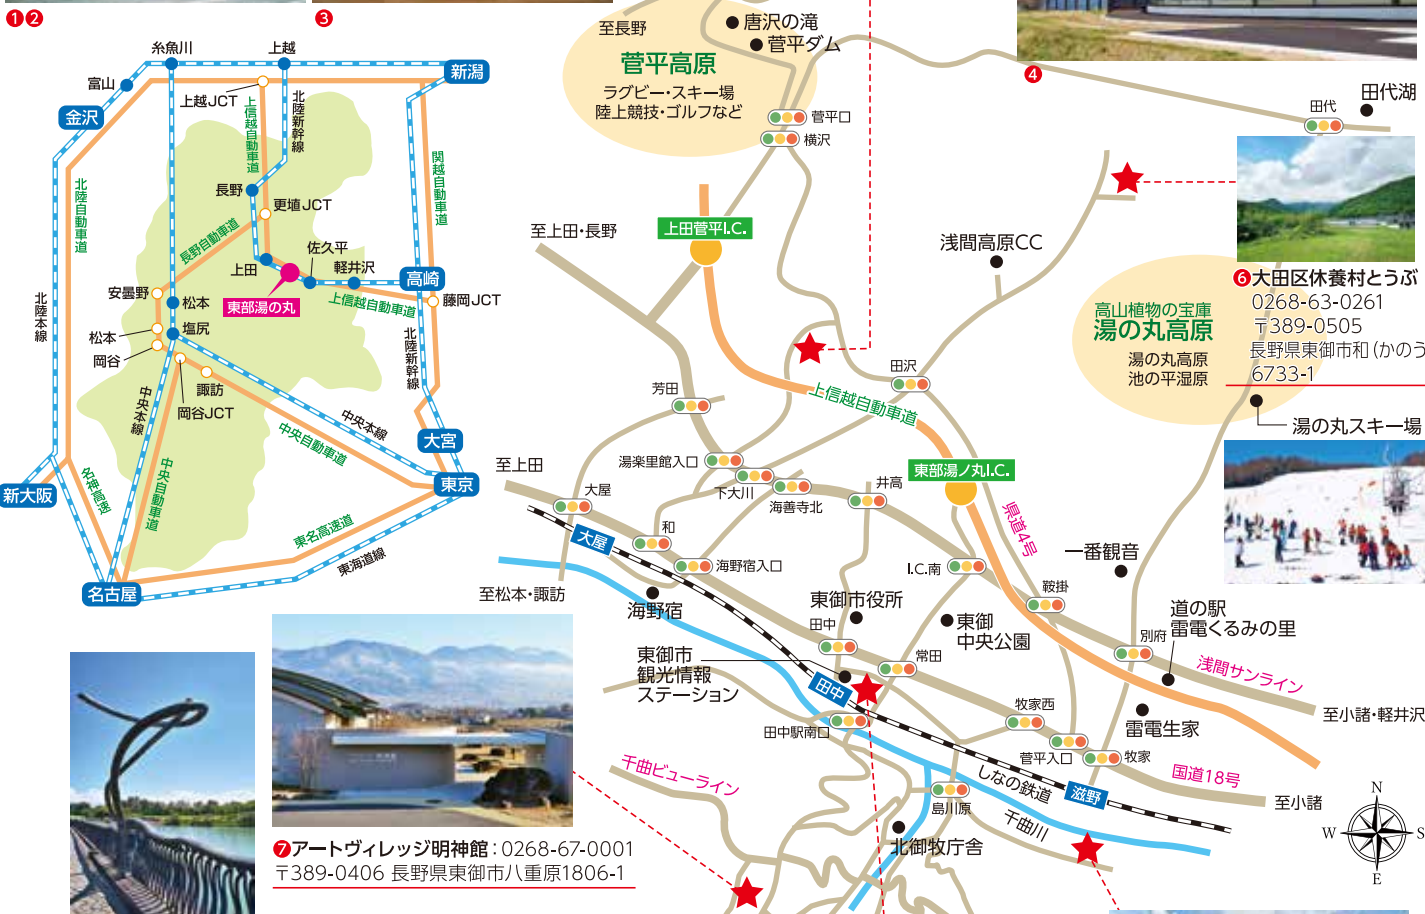 ❶❷
❸
❹
糸魚川
上越
富山
新潟
金沢
上越JCT
上信越自動車道
北陸新幹線
関越自動車道
北陸自動車道
長野
更埴JCT
長野自動車道
佐久平
上田
軽井沢
高崎
安曇野
松本
東部湯の丸
上信越自動車道
藤岡JCT
北陸本線
塩尻
松本
岡谷
北陸新幹線
諏訪
岡谷JCT
中央本線
中央本線
中央自動車道
大宮
名神高速
中央自動車道
新大阪
東京
東名高速道
東海道線
名古屋
至長野
唐沢の滝
菅平ダム
菅平高原
ラグビー・スキー場
陸上競技・ゴルフなど
菅平口
横沢
田代湖
田代
至上田・長野
上田菅平I.C.
浅間高原CC
❻大田区休養村とうぶ
0268-63-0261
〒389-0505
長野県東御市和(かのう
6733-1
高山植物の宝庫
湯の丸高原
湯の丸高原
池の平湿原
湯の丸スキー場
田沢
芳田
上信越自動車道
湯楽里館入口
東部湯ノ丸I.C.
至上田
大屋
下大川
海善寺北
井高
県道4号
大屋
和
海野宿入口
I.C.南
鞍掛
一番観音
至松本・諏訪
海野宿
東御市役所
田中
東御
中央公園
道の駅
雷電くるみの里
別府
浅間サンライン
東御市
観光情報
ステーション
常田
田中
牧家西
雷電生家
至小諸・軽井沢
田中駅南口
菅平入口
牧家
国道18号
千曲ビューライン
しなの鉄道
滋野
至小諸
島川原
千曲川
北御牧庁舎
N
W
S
E
❼アートヴィレッジ明神館：0268-67-0001
〒389-0406 長野県東御市八重原1806-1